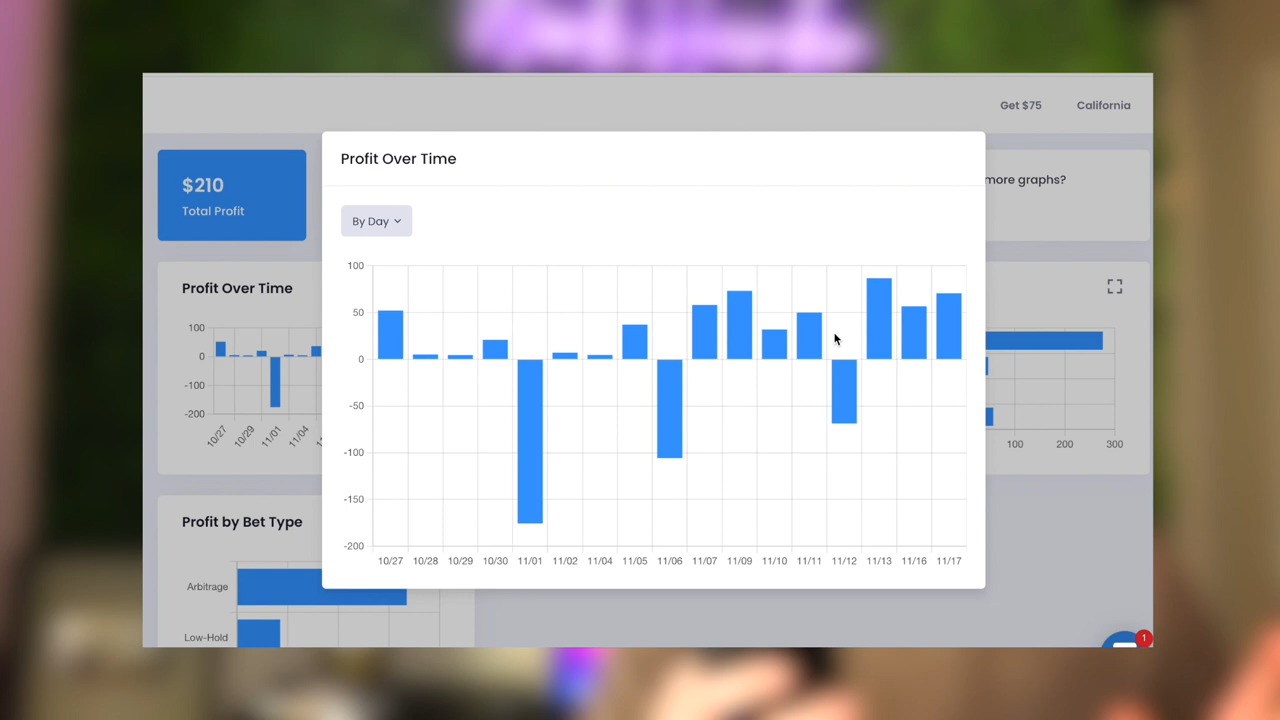 Get $75 California
$210
Total Profit
Profit Over Time
By Day
100
50
0
-50
-100
-150
-200
10/27 10/28 10/29 10/30 11/01 11/02 11/04 11/05 11/06 11/07 11/09 11/10 11/11 11/12 11/13 11/16 11/17
more graphs?
Profit Over Time
100
0
-100
-200
10/27 10/29 11/01 11/04
100 200 300
Profit by Bet Type
Arbitrage
Low-Hold
1